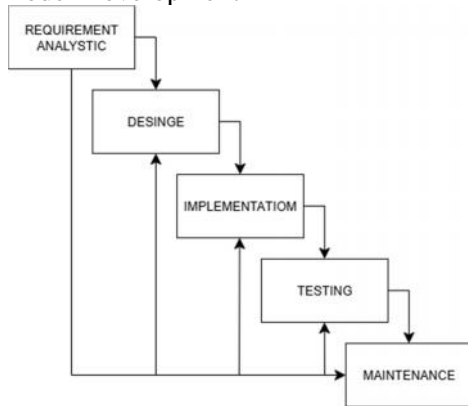 REQUIREMENT
ANALYSTIC
DESINGE
IMPLEMENTATIOM
TESTING
MAINTENANCE